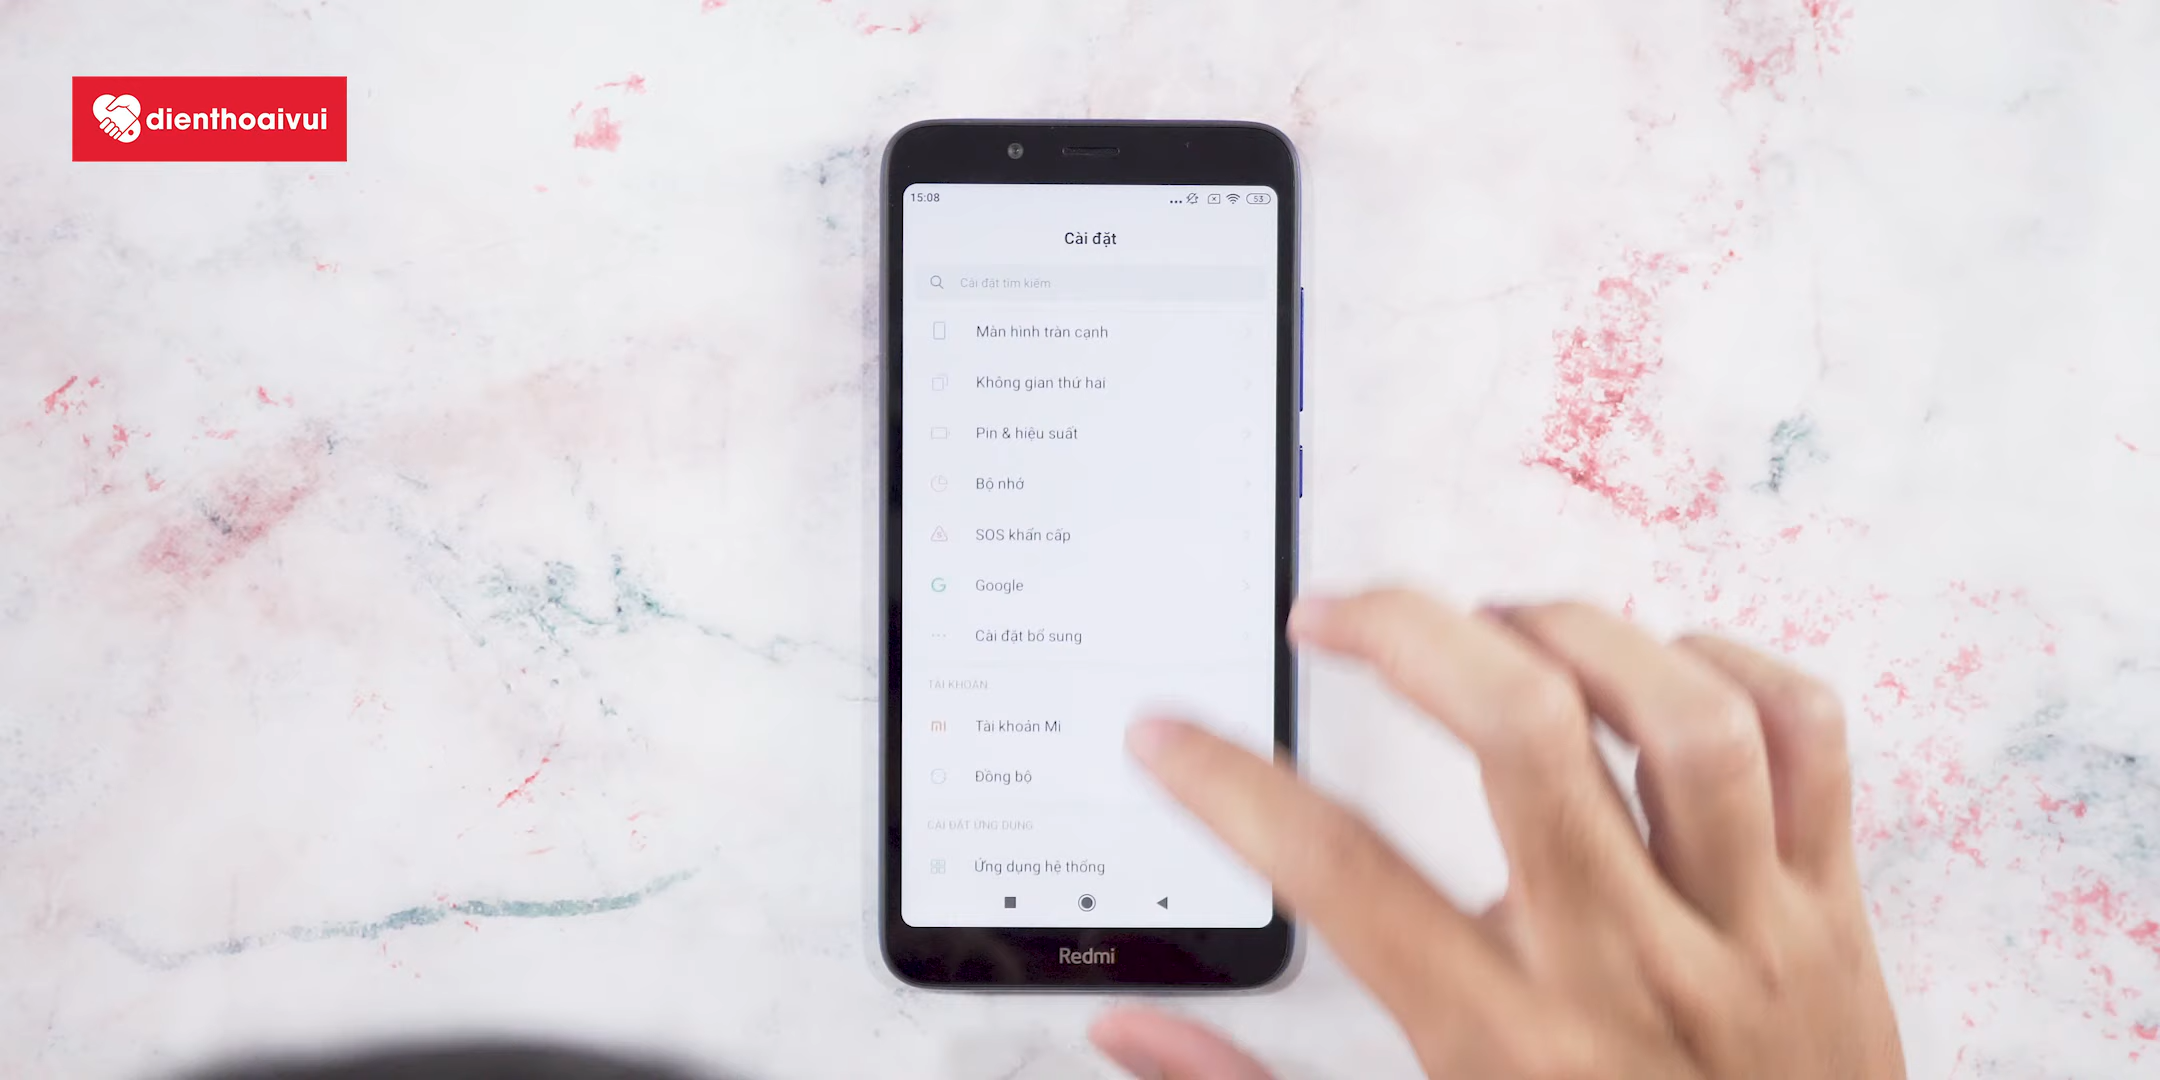 dienthoaivui
15:08
53
Cài đặt
Cài đặt tìm kiếm
Màn hình tràn cạnh
Không gian thứ hai
Pin & hiệu suất
Bộ nhớ
SOS khẩn cấp
Google
Cài đặt bổ sung
TÀI KHOẢN
Tài khoản Mi
Đồng bộ
CÀI ĐẶT ỨNG DỤNG
Ứng dụng hệ thống
Redmi